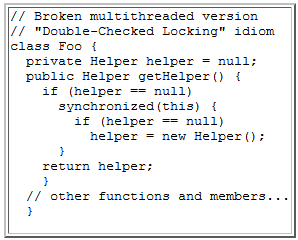 // Broken multithreaded version
// "Double-Checked Locking" idiom
class Foo {
  private Helper helper = null;
  public Helper getHelper() {
    if (helper == null)
      synchronized(this) {
        if (helper == null)
          helper = new Helper();
      }
    return helper;
    }
  // other functions and members...
  }